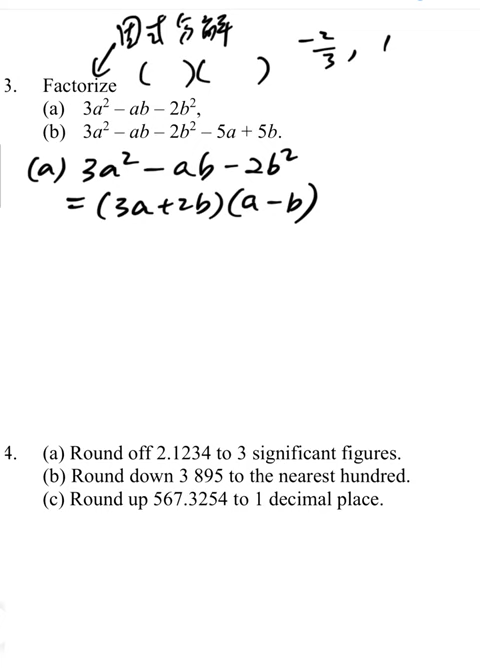 因式分解
( )( ) -2/3, 1
3. Factorize
(a) 3a² – ab – 2b²,
(b) 3a² – ab – 2b² – 5a + 5b.
(a) 3a² - ab - 2b²
= (3a+2b)(a-b)
4. (a) Round off 2.1234 to 3 significant figures.
(b) Round down 3 895 to the nearest hundred.
(c) Round up 567.3254 to 1 decimal place.